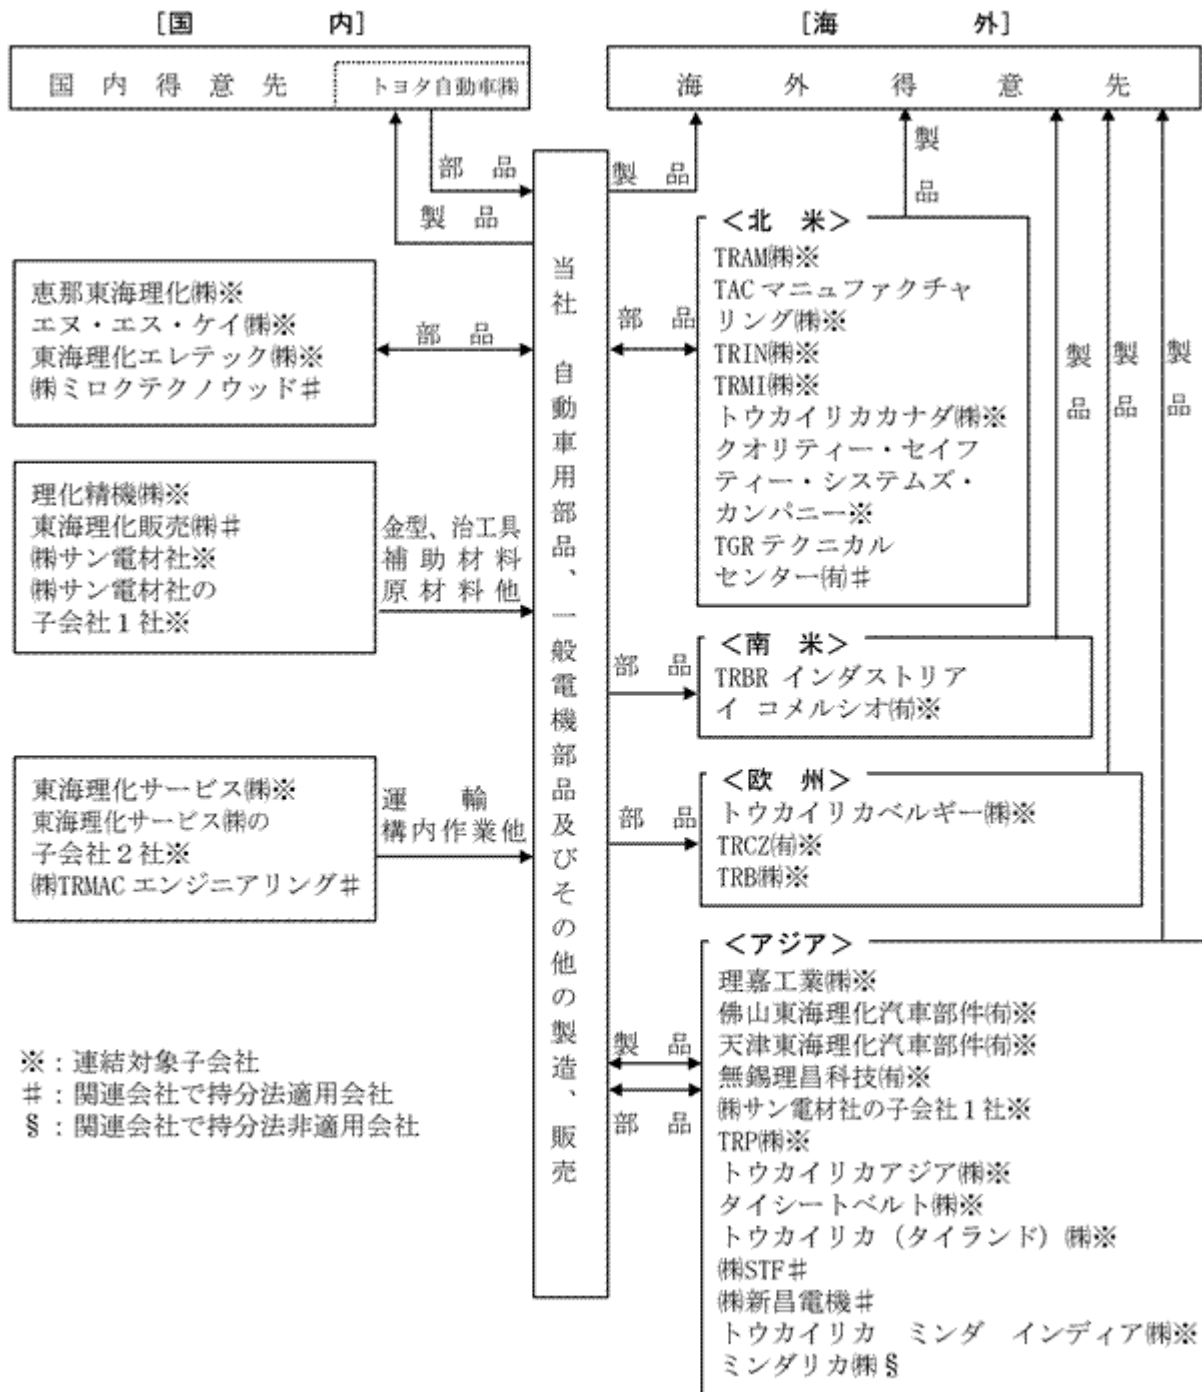 [国　　　内]
国内得意先
トヨタ自動車㈱
部品
製品
恵那東海理化㈱※
エヌ・エス・ケイ㈱※
東海理化エレテック㈱※
㈱ミロクテクノウッド＃
部品
理化精機㈱※
東海理化販売㈱＃
㈱サン電材社※
㈱サン電材社の
子会社１社※
金型、治工具
補助材料
原材料他
東海理化サービス㈱※
東海理化サービス㈱の
子会社２社※
㈱TRMACエンジニアリング＃
運輸
構内作業他
※：連結対象子会社
＃：関連会社で持分法適用会社
§：関連会社で持分法非適用会社
当社　自動車用部品、一般電機部品及びその他の製造、販売
[海　　　外]
海外得意先
製品
製品
＜北　米＞
TRAM㈱※
TACマニュファクチャ
リング㈱※
TRIN㈱※
TRMI㈱※
トウカイリカカナダ㈱※
クオリティー・セイフ
ティー・システムズ・
カンパニー※
TGRテクニカル
センター㈲＃
部品
製品
製品
製品
＜南　米＞
TRBR インダストリア
イ コメルシオ㈲※
部品
＜欧　州＞
トウカイリカベルギー㈱※
TRCZ㈲※
TRB㈱※
部品
＜アジア＞
理嘉工業㈱※
佛山東海理化汽車部件㈲※
天津東海理化汽車部件㈲※
無錫理昌科技㈲※
㈱サン電材社の子会社１社※
TRP㈱※
トウカイリカアジア㈱※
タイシートベルト㈱※
トウカイリカ（タイランド）㈱※
㈱STF＃
㈱新昌電機＃
トウカイリカ　ミンダ　インディア㈱※
ミンダリカ㈱§
製品
部品